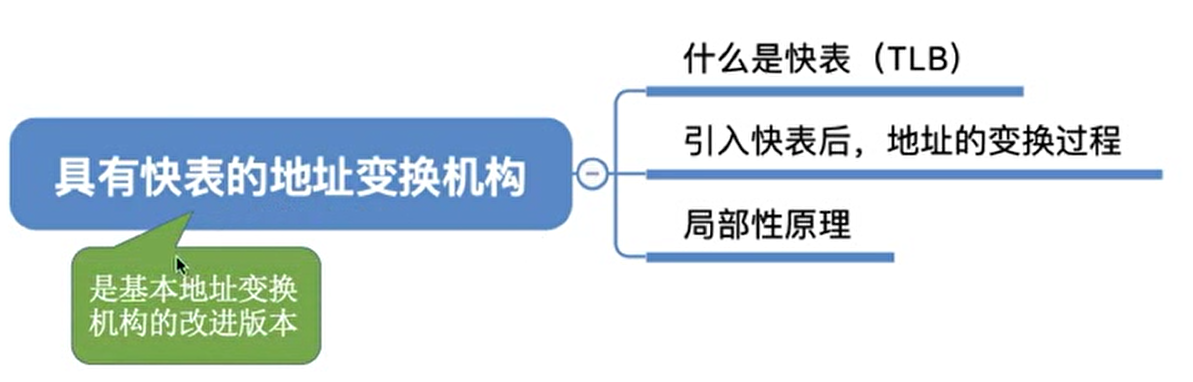 具有快表的地址变换机构
是基本地址变换
机构的改进版本
什么是快表（TLB）
引入快表后，地址的变换过程
局部性原理